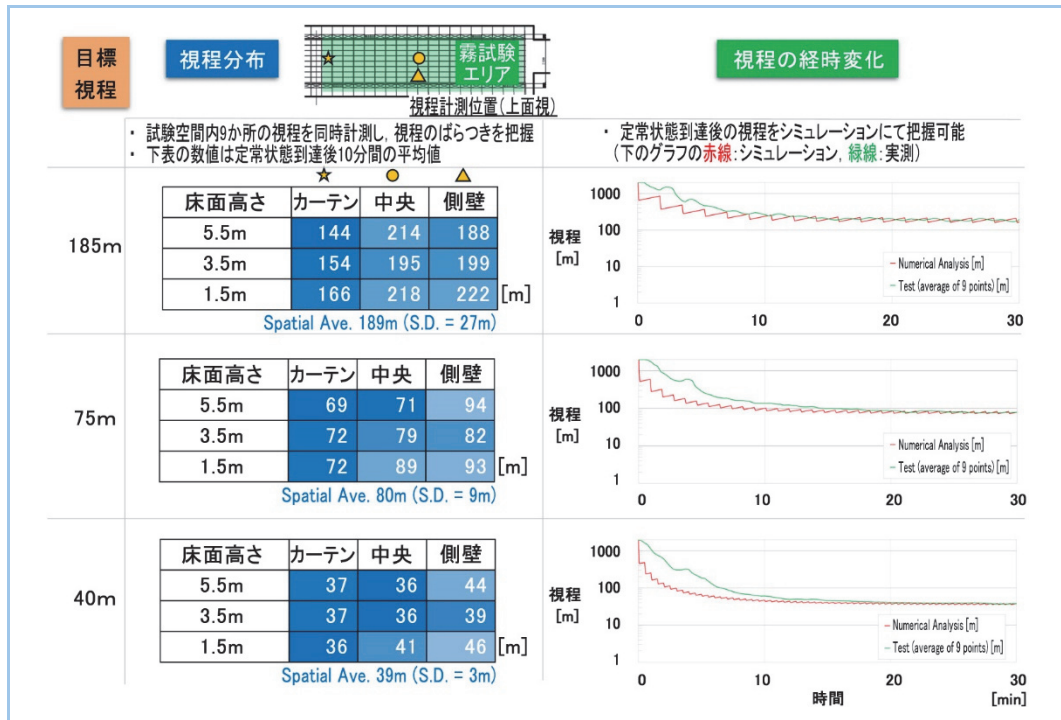 目標
視程
視程分布
霧試験
エリア
視程計測位置(上面視)
視程の経時変化
・ 試験空間内9か所の視程を同時計測し, 視程のばらつきを把握
・ 下表の数値は定常状態到達後10分間の平均値
・ 定常状態到達後の視程をシミュレーションにて把握可能
(下のグラフの赤線:シミュレーション, 緑線:実測)
185m
床面高さ カーテン 中央 側壁
5.5m 144 214 188
3.5m 154 195 199
1.5m 166 218 222 [m]
Spatial Ave. 189m (S.D. = 27m)
視程
[m]
1000
100
10
1
0 10 20 30
Numerical Analysis [m]
Test (average of 9 points) [m]
75m
床面高さ カーテン 中央 側壁
5.5m 69 71 94
3.5m 72 79 82
1.5m 72 89 93 [m]
Spatial Ave. 80m (S.D. = 9m)
視程
[m]
1000
100
10
1
0 10 20 30
Numerical Analysis [m]
Test (average of 9 points) [m]
40m
床面高さ カーテン 中央 側壁
5.5m 37 36 44
3.5m 37 36 39
1.5m 36 41 46 [m]
Spatial Ave. 39m (S.D. = 3m)
視程
[m]
1000
100
10
1
0 10 20 30
Numerical Analysis [m]
Test (average of 9 points) [m]
時間 [min]